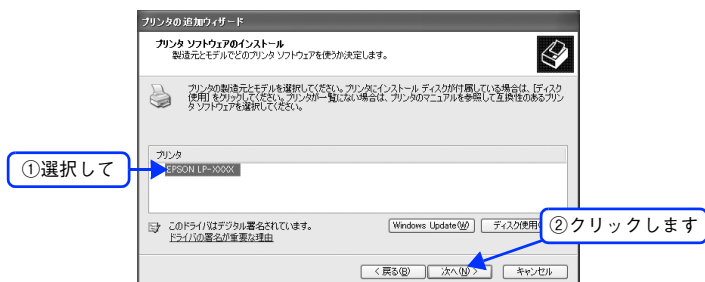 プリンタの追加ウィザード
プリンタ ソフトウェアのインストール
製造元とモデルでどのプリンタ ソフトウェアを使うか決定します。
プリンタの製造元とモデルを選択してください。プリンタにインストール ディスクが付属している場合は、[ディスク
使用] をクリックしてください。プリンタが一覧にない場合は、プリンタのマニュアルを参照して互換性のあるプリン
タ ソフトウェアを選択してください。
プリンタ
①選択して
EPSON LP-XXXX
このドライバはデジタル署名されています。
ドライバの署名が重要な理由
Windows Update(W)
ディスク使用
②クリックします
< 戻る(B)
次へ(N) >
キャンセル